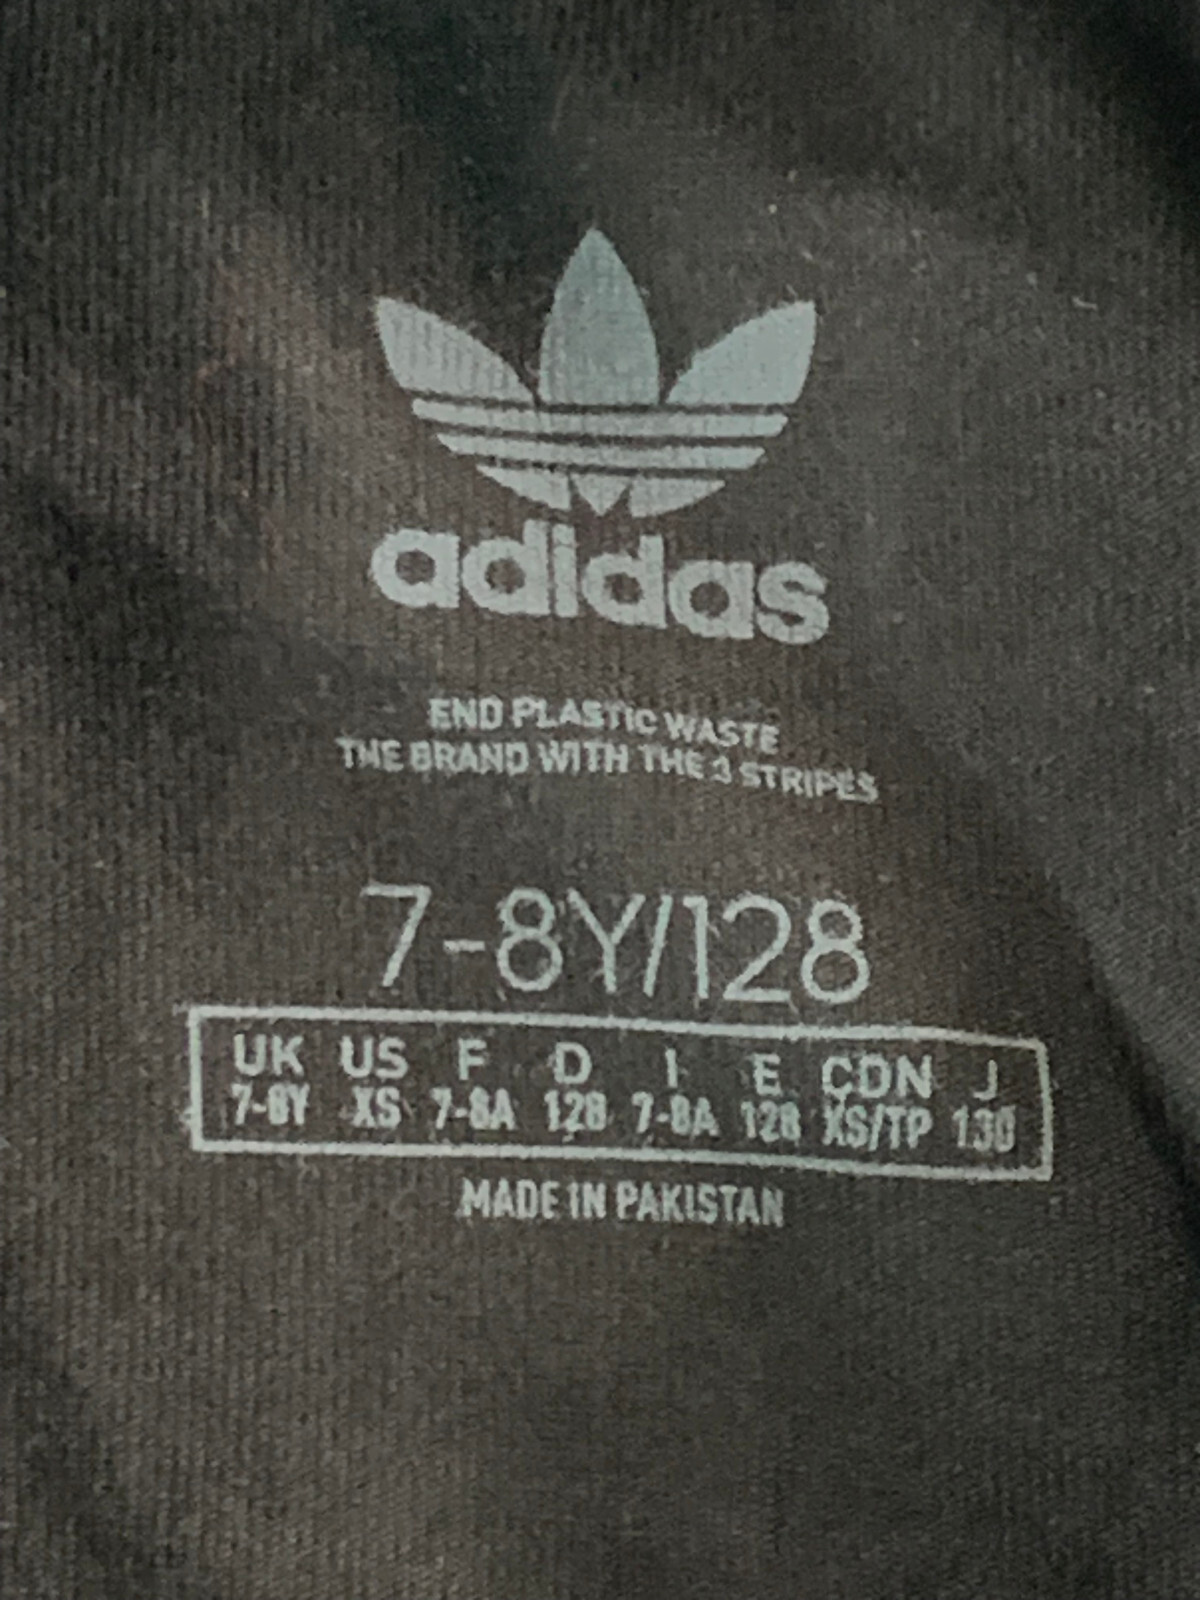 adidas
END PLASTIC WASTE
THE BRAND WITH THE 3 STRIPES
7-8Y/128
UK US F D I E CDN J
7-8Y XS 7-8A 128 7-8A 128 XS/TP 130
MADE IN PAKISTAN